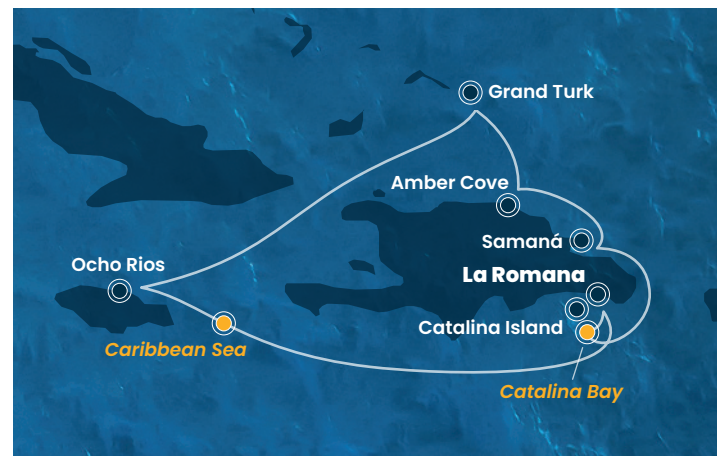 Grand Turk
Amber Cove
Samaná
Ocho Rios
La Romana
Catalina Island
Caribbean Sea
Catalina Bay